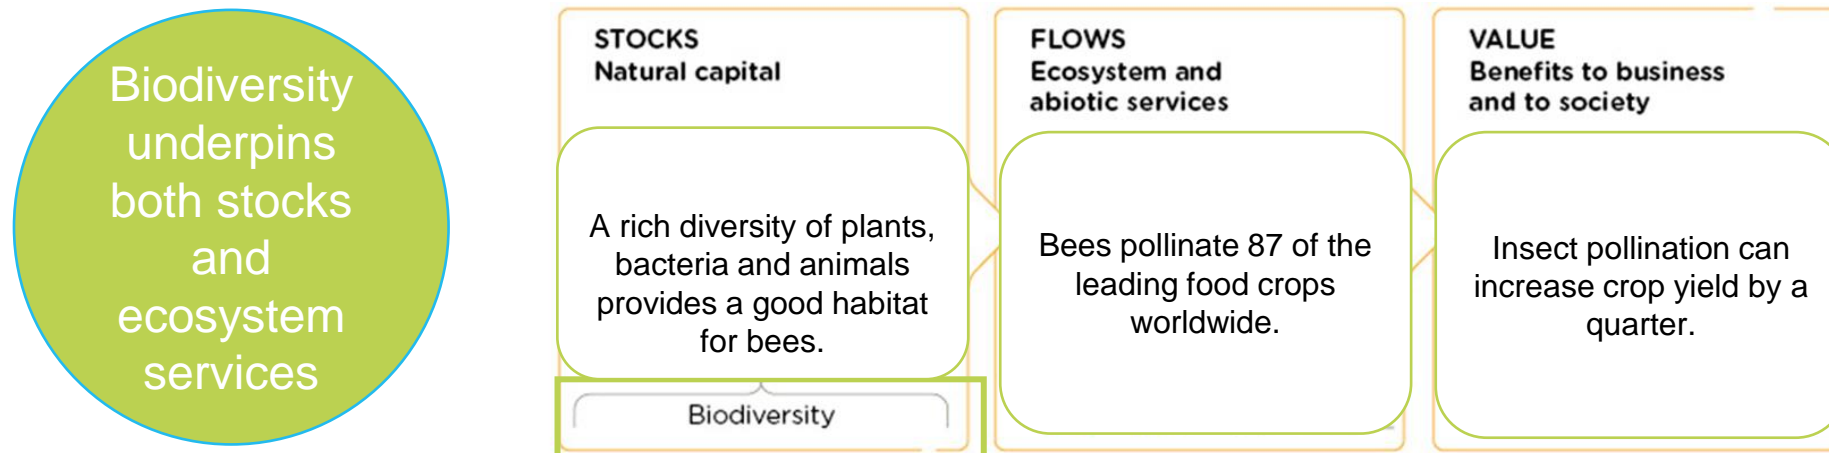 Biodiversity
underpins
both stocks
and
ecosystem
services
STOCKS
Natural capital
A rich diversity of plants,
bacteria and animals
provides a good habitat
for bees.
Biodiversity
FLOWS
Ecosystem and
abiotic services
Bees pollinate 87 of the
leading food crops
worldwide.
VALUE
Benefits to business
and to society
Insect pollination can
increase crop yield by a
quarter.